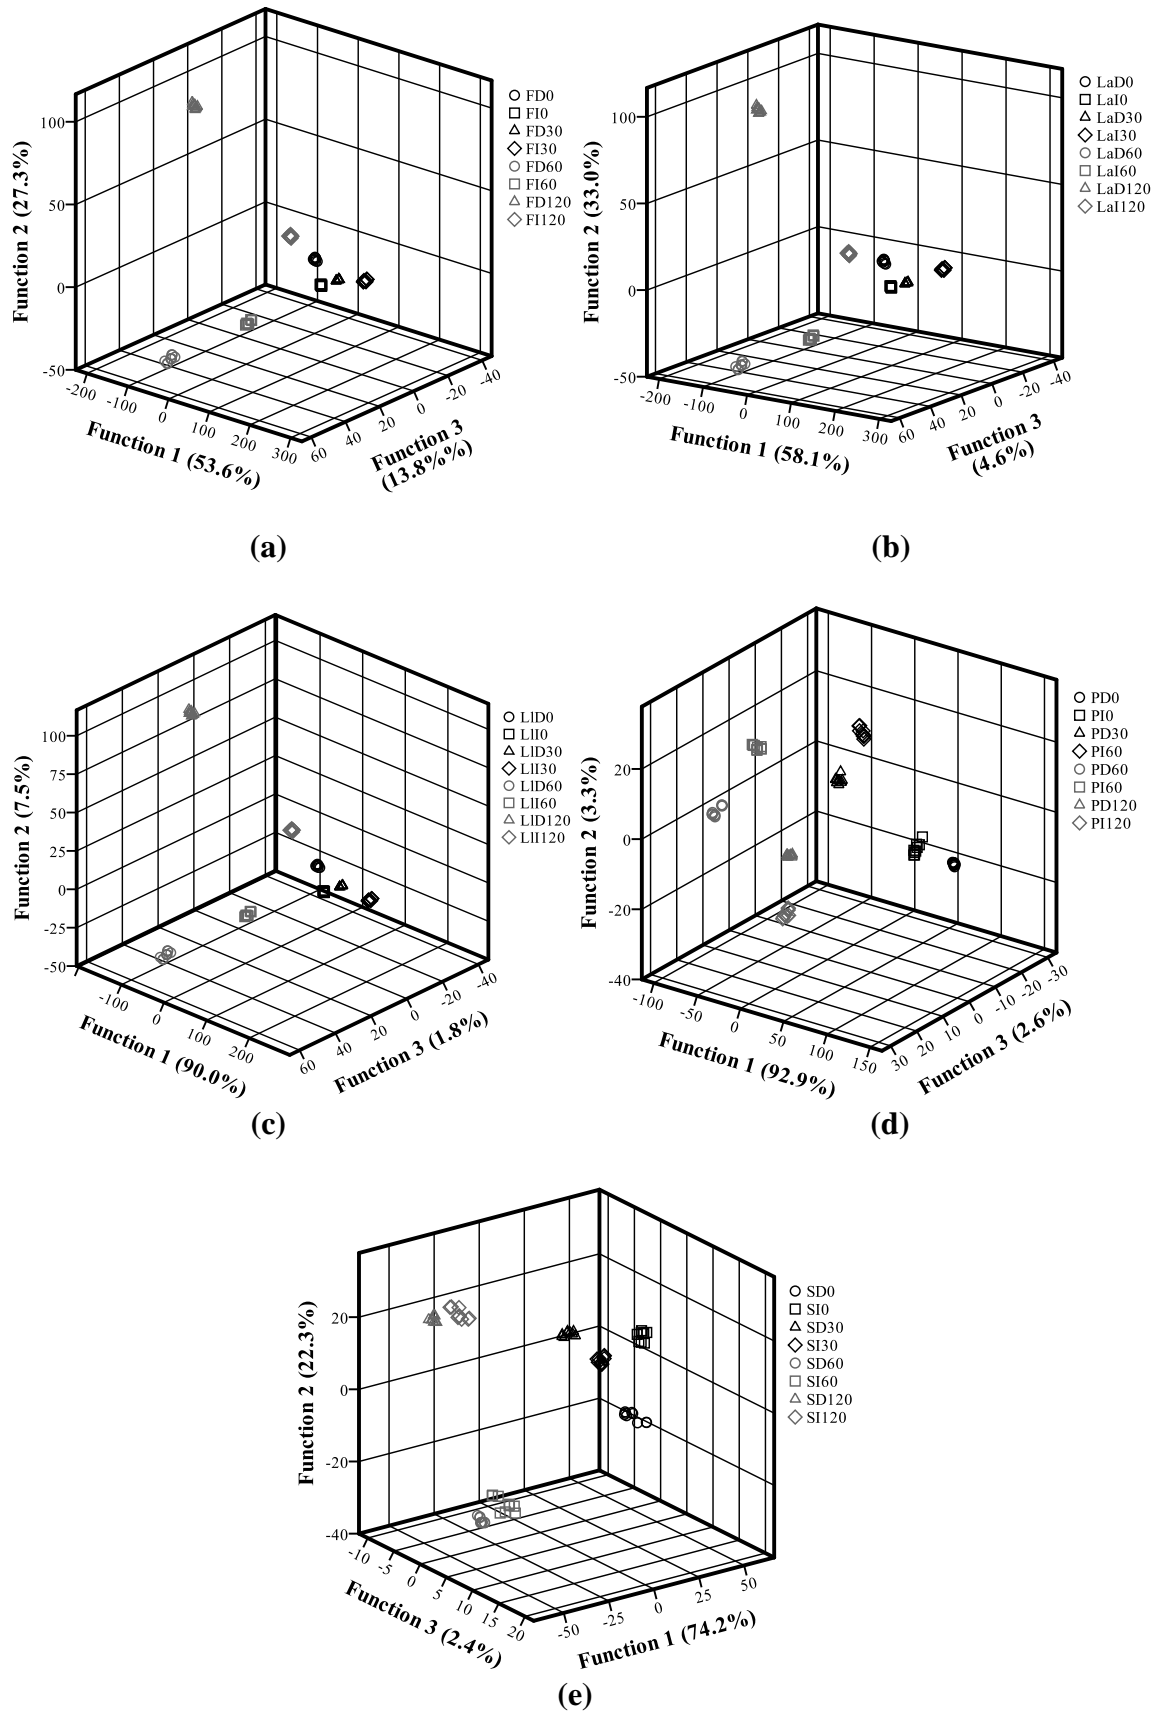 100
50
0
-50
Function 2 (27.3%)
-200
-100
0
100
200
300
Function 1 (53.6%)
60
40
20
0
-20
-40
Function 3
(13.8%%)
FD0
FI0
FD30
FI30
FD60
FI60
FD120
FI120
(a)
100
50
0
-50
Function 2 (33.0%)
-200
-100
0
100
200
300
Function 1 (58.1%)
60
40
20
0
-20
-40
Function 3
(4.6%)
LaD0
LaI0
LaD30
LaI30
LaD60
LaI60
LaD120
LaI120
(b)
100
75
50
25
0
-25
-50
Function 2 (7.5%)
-100
0
100
200
Function 1 (90.0%)
60
40
20
0
-20
-40
Function 3 (1.8%)
LlD0
LlI0
LlD30
LlI30
LlD60
LlI60
LlD120
LlI120
(c)
20
0
-20
-40
Function 2 (3.3%)
-100
-50
0
50
100
150
Function 1 (92.9%)
30
20
10
0
-10
-20
-30
Function 3 (2.6%)
PD0
PI0
PD30
PI60
PD60
PI60
PD120
PI120
(d)
20
0
-20
-40
Function 2 (22.3%)
-10
-5
0
5
10
15
20
Function 3 (2.4%)
-50
-25
0
25
50
Function 1 (74.2%)
SD0
SI0
SD30
SI30
SD60
SI60
SD120
SI120
(e)